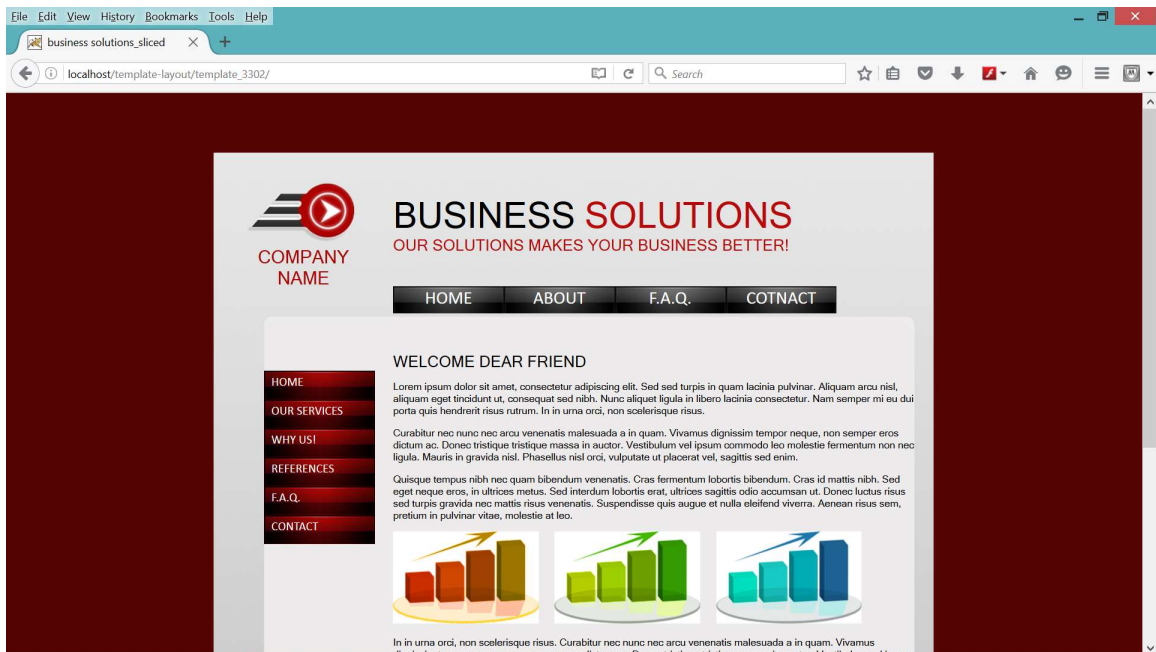 File Edit View History Bookmarks Tools Help
business solutions_sliced
localhost/template-layout/template_3302/
Search
COMPANY
NAME
BUSINESS SOLUTIONS
OUR SOLUTIONS MAKES YOUR BUSINESS BETTER!
HOME ABOUT F.A.Q. COTNACT
HOME
OUR SERVICES
WHY US!
REFERENCES
F.A.Q.
CONTACT
WELCOME DEAR FRIEND
Lorem ipsum dolor sit amet, consectetur adipiscing elit. Sed sed turpis in quam lacinia pulvinar. Aliquam arcu nisl,
aliquam eget tincidunt ut, consequat sed nibh. Nunc aliquet ligula in libero lacinia consectetur. Nam semper mi eu dui
porta quis hendrerit risus rutrum. In in urna orci, non scelerisque risus.
Curabitur nec nunc nec arcu venenatis malesuada a in quam. Vivamus dignissim tempor neque, non semper eros
dictum ac. Donec tristique tristique massa in auctor. Vestibulum vel ipsum commodo leo molestie fermentum non nec
ligula. Mauris in gravida nisl. Phasellus nisl orci, vulputate ut placerat vel, sagittis sed enim.
Quisque tempus nibh nec quam bibendum venenatis. Cras fermentum lobortis bibendum. Cras id mattis nibh. Sed
eget neque eros, in ultrices metus. Sed interdum lobortis erat, ultrices sagittis odio accumsan ut. Donec luctus risus
sed turpis gravida nec mattis risus venenatis. Suspendisse quis augue et nulla eleifend viverra. Aenean risus sem,
pretium in pulvinar vitae, molestie at leo.
In in urna orci, non scelerisque risus. Curabitur nec nunc nec arcu venenatis malesuada a in quam. Vivamus